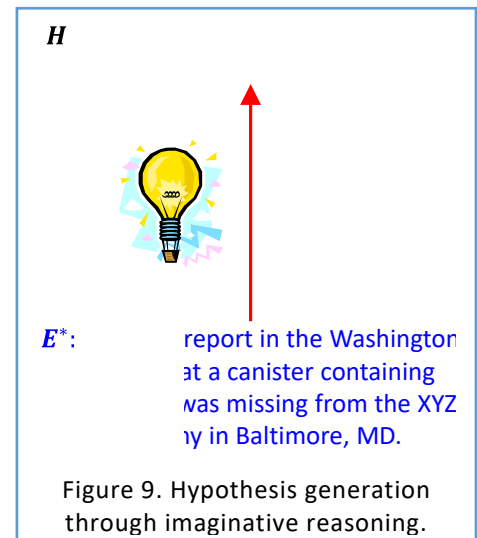 H
E*: report in the Washington
at a canister containing
was missing from the XYZ
ny in Baltimore, MD.
Figure 9. Hypothesis generation
through imaginative reasoning.